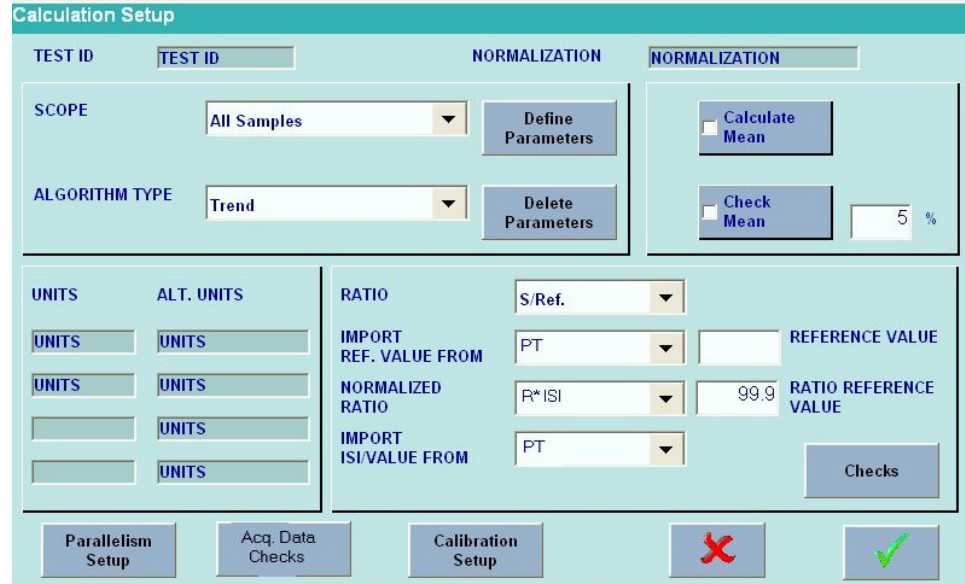 Calculation Setup
TEST ID
TEST ID
NORMALIZATION
NORMALIZATION
SCOPE
All Samples
Define
Parameters
Calculate
Mean
ALGORITHM TYPE
Trend
Delete
Parameters
Check
Mean
5 %
UNITS
ALT. UNITS
UNITS
UNITS
UNITS
UNITS
UNITS
UNITS
RATIO
S/Ref.
IMPORT
REF. VALUE FROM
PT
REFERENCE VALUE
NORMALIZED
RATIO
R*ISI
99.9
RATIO REFERENCE
VALUE
IMPORT
ISI/VALUE FROM
PT
Checks
Parallelism
Setup
Acq. Data
Checks
Calibration
Setup